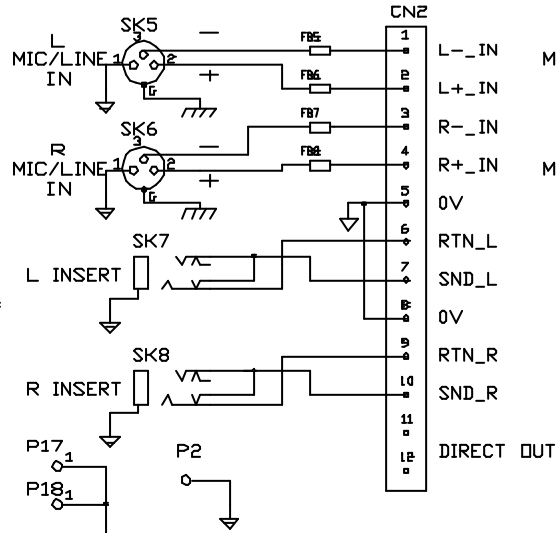 CN2
SK5
3
L
MIC/LINE
IN
1
2
G
−
+
FB5
FB6
1 L-_IN
2 L+_IN
M
SK6
3
R
MIC/LINE
IN
1
2
G
−
+
FB7
FB8
3 R-_IN
4 R+_IN
M
5 0V
6 RTN_L
7 SND_L
8 0V
SK7
L INSERT
9 RTN_R
10 SND_R
SK8
R INSERT
11
12
DIRECT OUT
P17 1
P18 1
P2